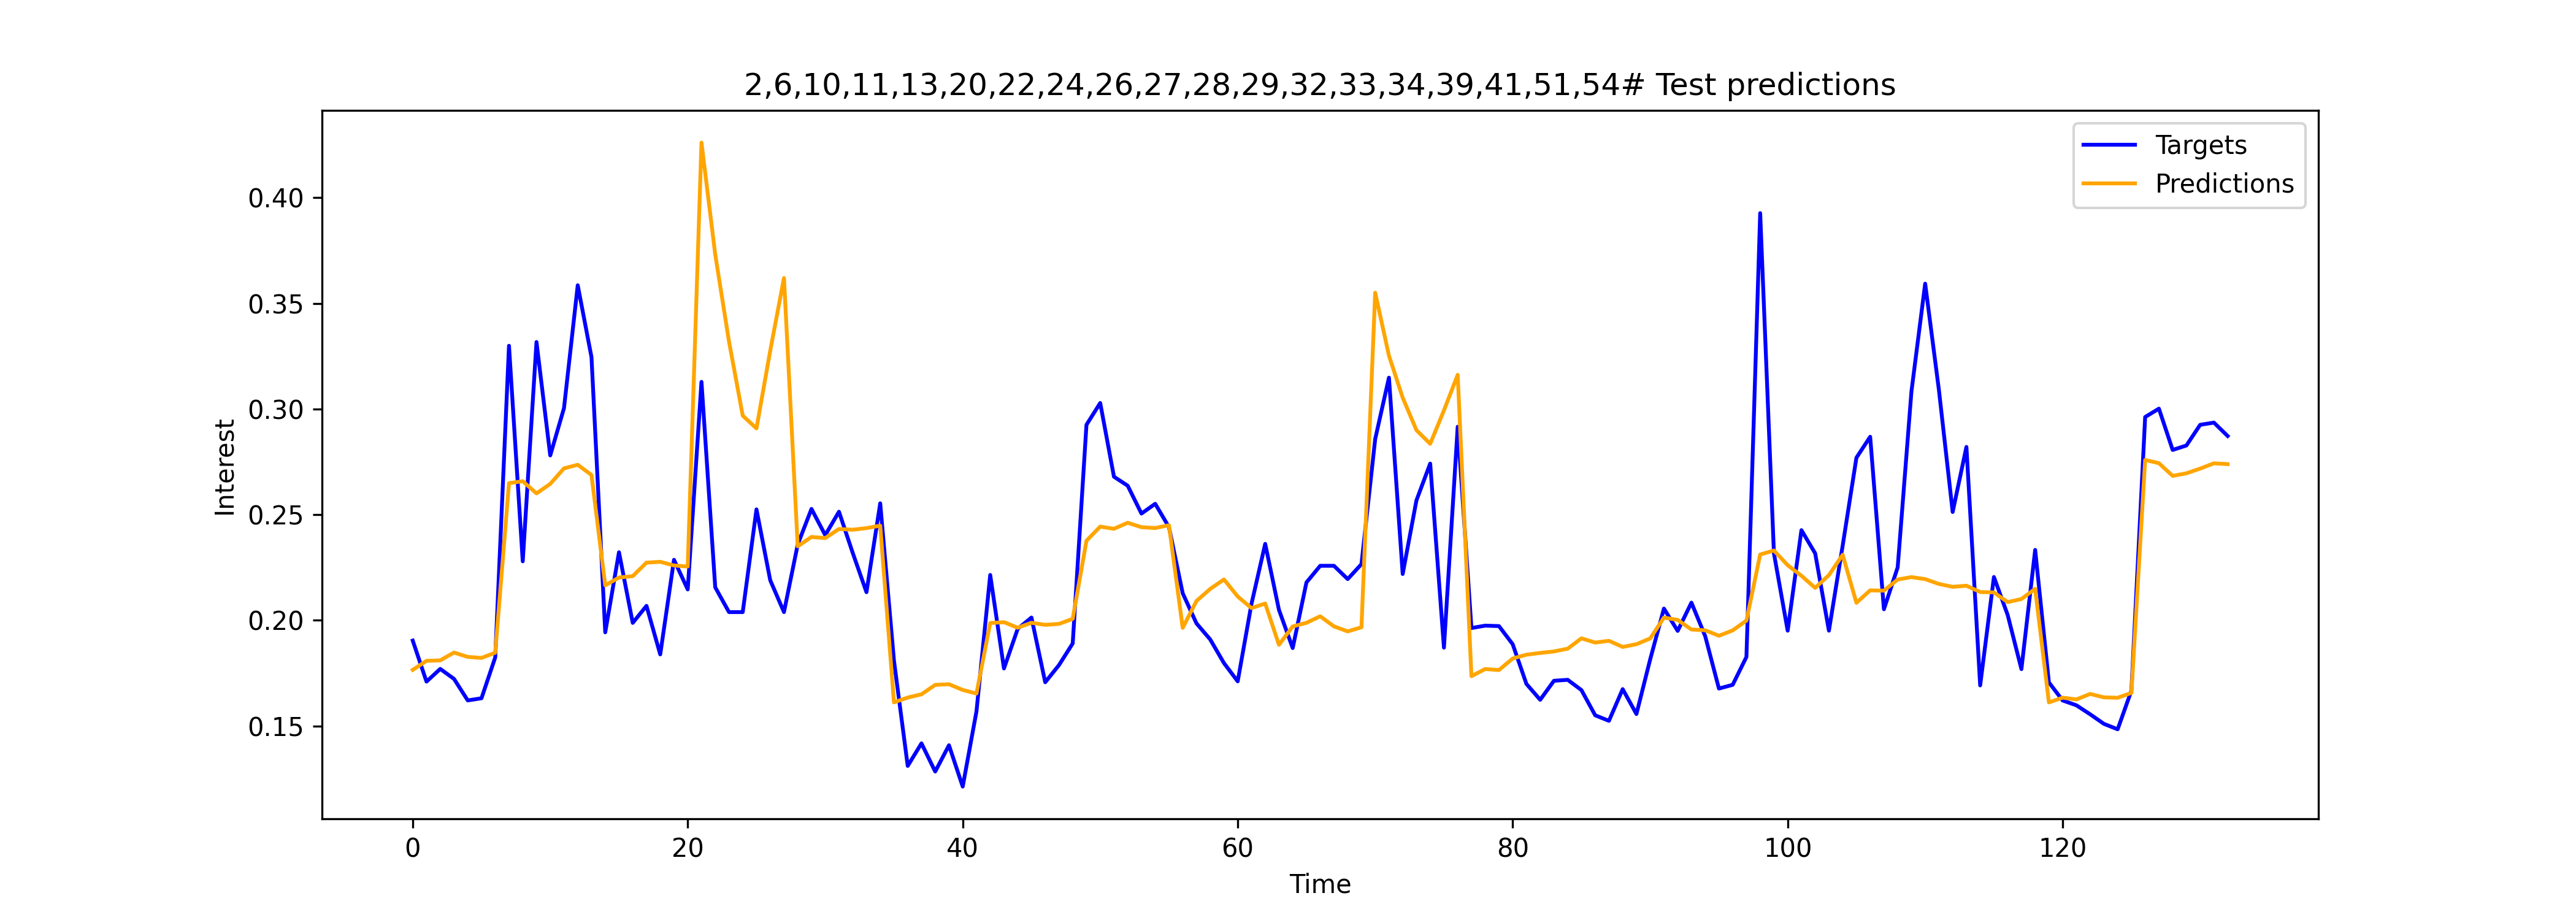 2,6,10,11,13,20,22,24,26,27,28,29,32,33,34,39,41,51,54# Test predictions
Targets
Predictions
Interest
0.40
0.35
0.30
0.25
0.20
0.15
0 20 40 60 80 100 120
Time